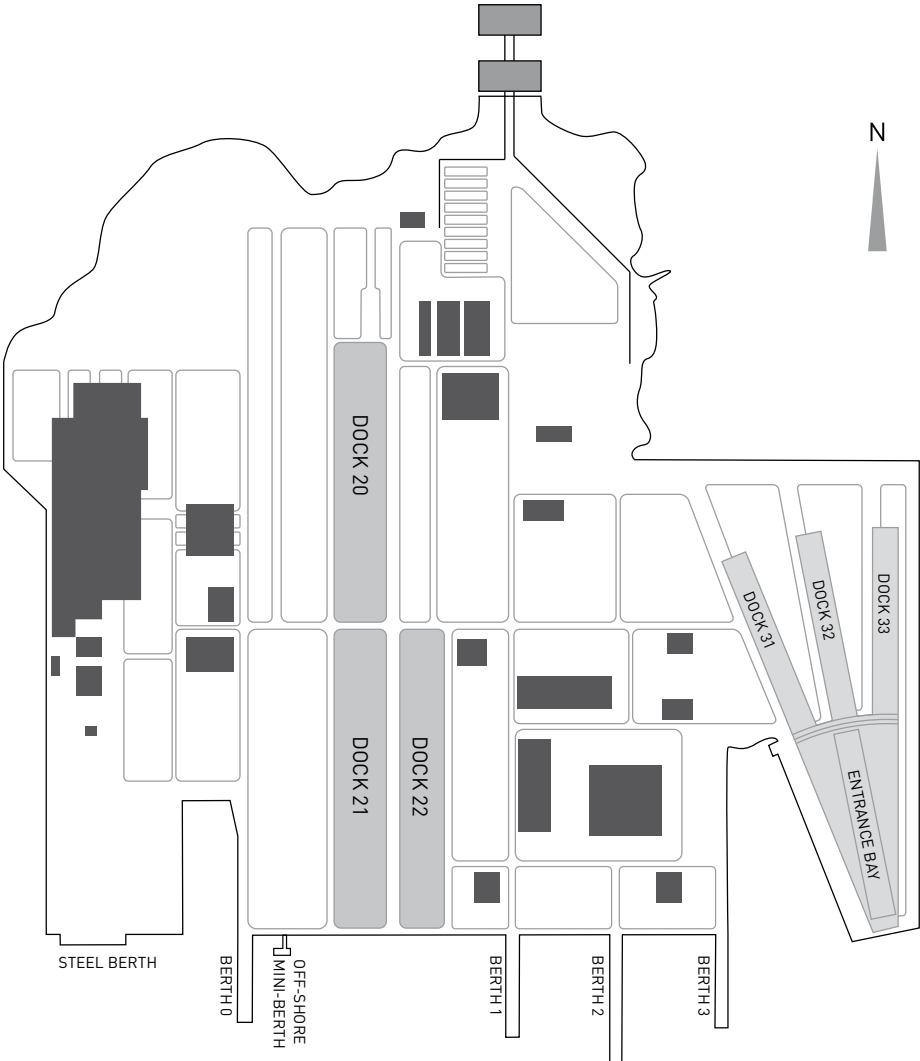 N
DOCK 20
DOCK 31
DOCK 32
DOCK 33
DOCK 21
DOCK 22
ENTRANCE BAY
STEEL BERTH
BERTH 0
OFF-SHORE
MINI-BERTH
BERTH 1
BERTH 2
BERTH 3